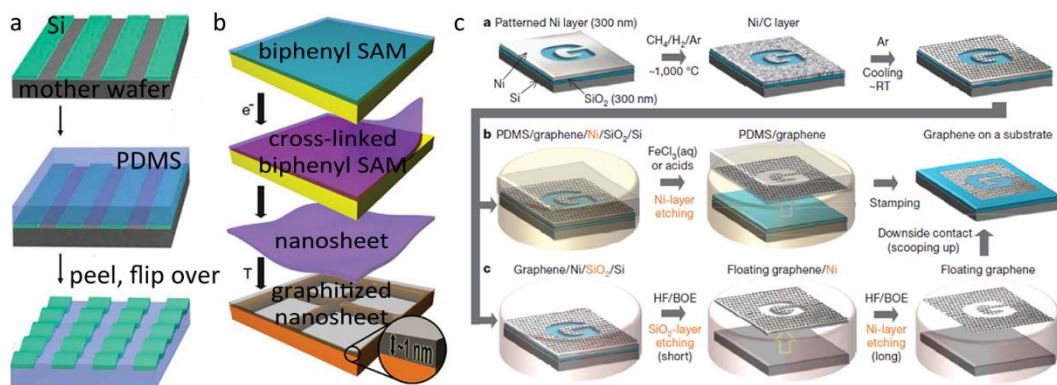 a
Si
mother wafer
PDMS
peel, flip over
b
biphenyl SAM
e-
cross-linked
biphenyl SAM
nanosheet
T
graphitized
nanosheet
~1 nm
c
a Patterned Ni layer (300 nm)
Ni
Si
SiO₂ (300 nm)
CH₄/H₂/Ar
~1,000 °C
Ni/C layer
Ar
Cooling
~RT
b
PDMS/graphene/Ni/SiO₂/Si
FeCl₃(aq)
or acids
Ni-layer
etching
PDMS/graphene
Stamping
Graphene on a substrate
Downside contact
(scooping up)
c
Graphene/Ni/SiO₂/Si
HF/BOE
SiO₂-layer
etching
(short)
Floating graphene/Ni
HF/BOE
Ni-layer
etching
(long)
Floating graphene